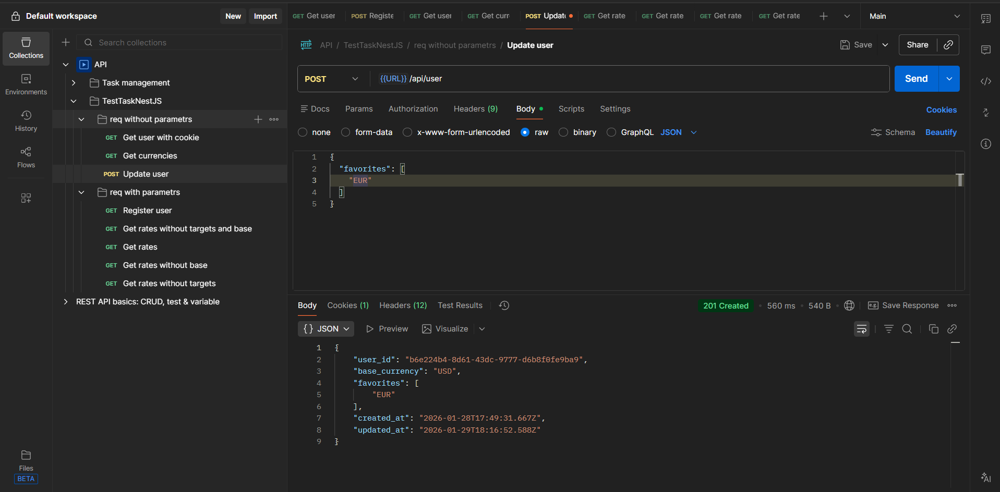 Default workspace
New
Import
GET Get user
POST Registe
GET Get user
GET Get curr
POST Update
GET Get rate
GET Get rate
GET Get rate
GET Get rate
Main
Collections
Environments
History
Flows
Files
BETA
Search collections
API
Task management
TestTaskNestJS
req without parametrs
GET Get user with cookie
GET Get currencies
POST Update user
req with parametrs
GET Register user
GET Get rates without targets and base
GET Get rates
GET Get rates without base
GET Get rates without targets
REST API basics: CRUD, test & variable
HTTP API / TestTaskNestJS / req without parametrs / Update user
Save
Share
POST
{{URL}} /api/user
Send
Docs
Params
Authorization
Headers (9)
Body
Scripts
Settings
Cookies
none
form-data
x-www-form-urlencoded
raw
binary
GraphQL
JSON
Schema
Beautify
1 {
2 "favorites": [
3 "EUR"
4 ]
5 }
Body
Cookies (1)
Headers (12)
Test Results
201 Created
560 ms
540 B
e.g. Save Response
{} JSON
Preview
Visualize
1 {
2 "user_id": "b6e224b4-8d61-43dc-9777-d6b8f0fe9ba9",
3 "base_currency": "USD",
4 "favorites": [
5 "EUR"
6 ],
7 "created_at": "2026-01-28T17:49:31.667Z",
8 "updated_at": "2026-01-29T18:16:52.588Z"
9 }
AI